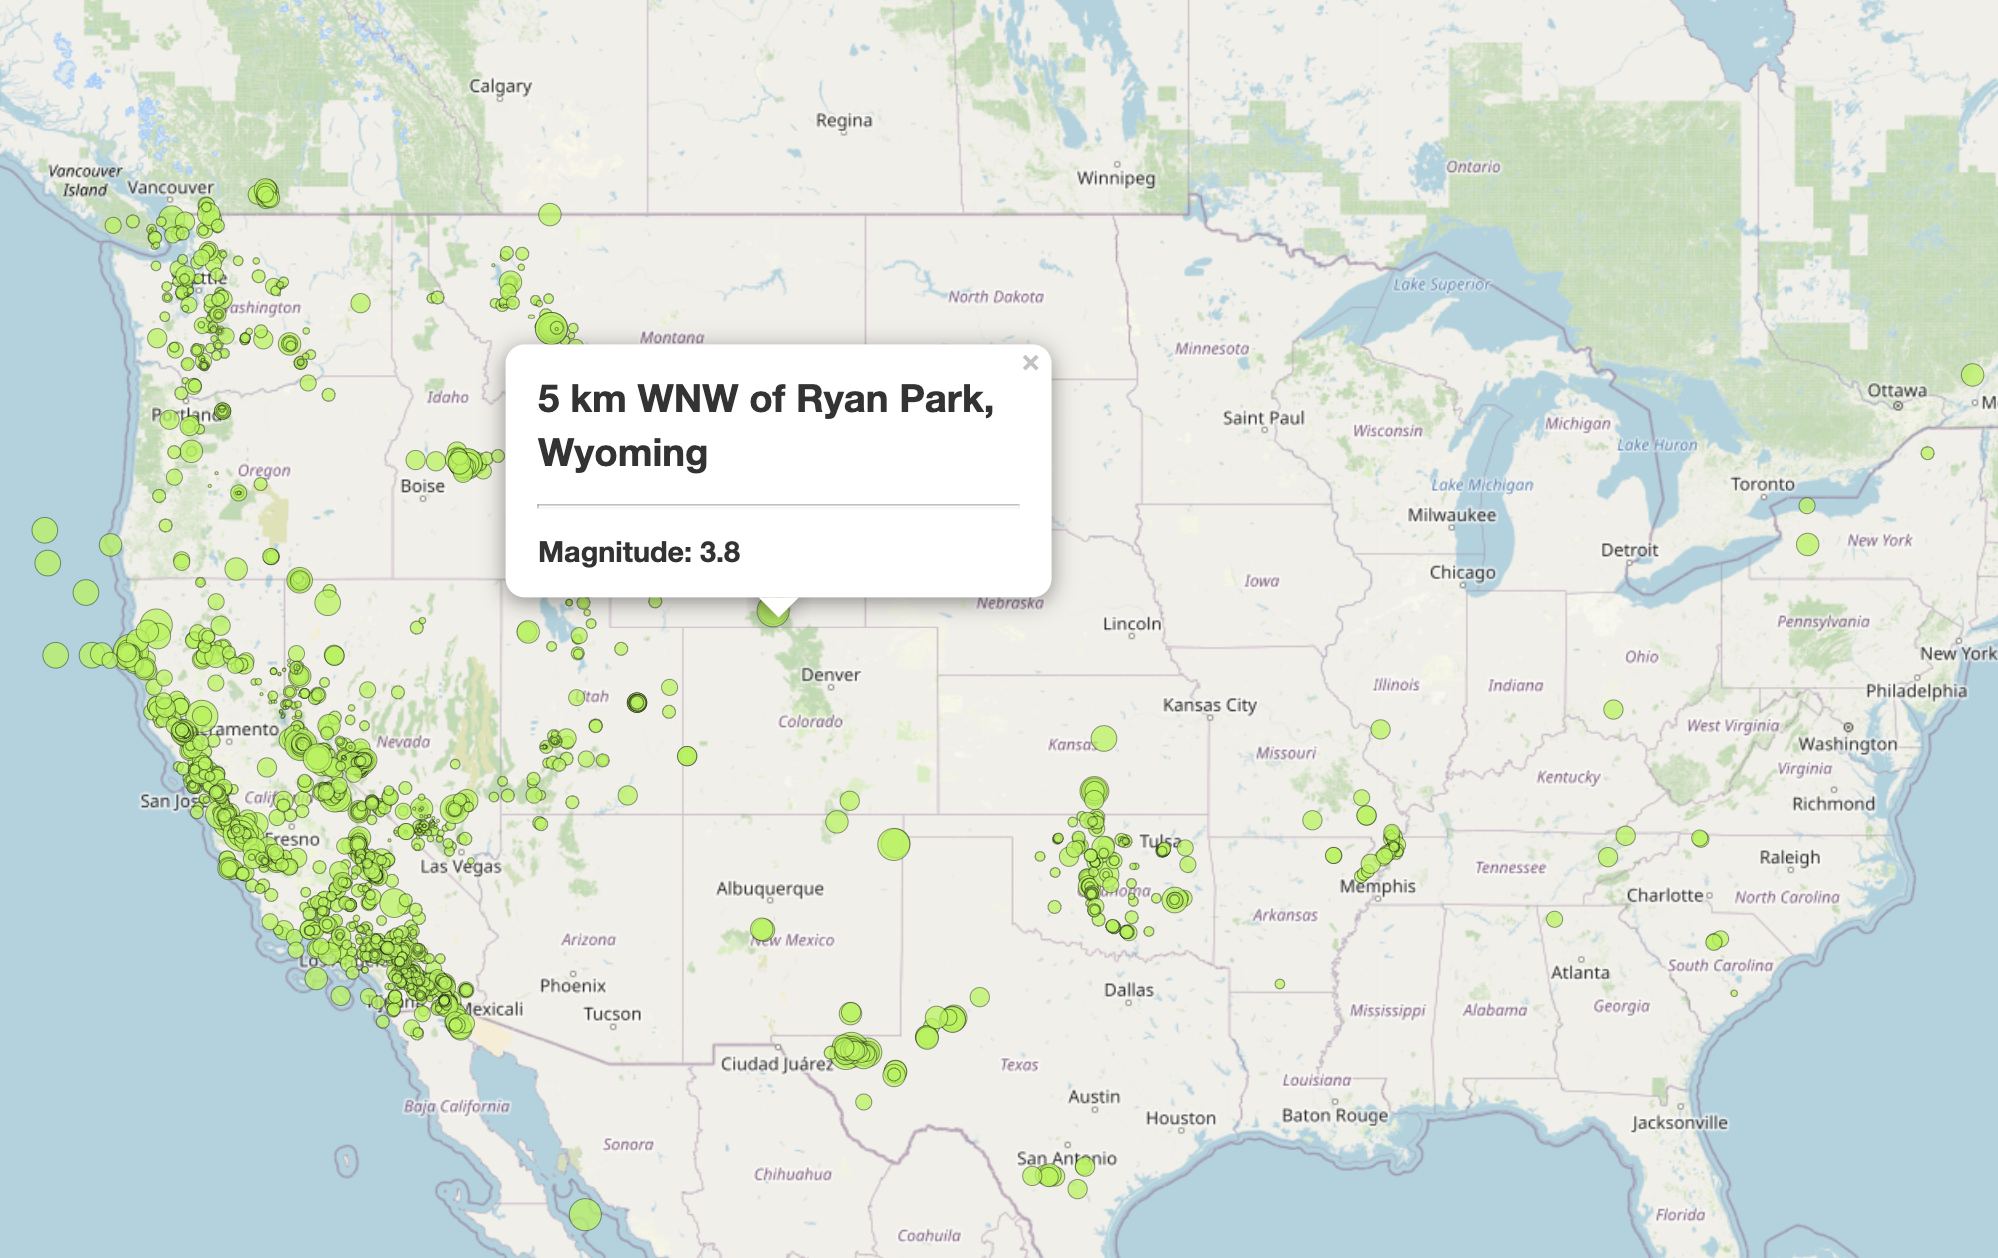 Calgary
Regina
Winnipeg
Ontario
Vancouver
Island
Vancouver
Lake Superior
North Dakota
Montana
Minnesota
Ottawa
Saint Paul
Wisconsin
Michigan
Lake Huron
Toronto
Idaho
Oregon
Boise
Lake Michigan
Milwaukee
Detroit
New York
Chicago
Iowa
5 km WNW of Ryan Park,
Wyoming
Magnitude: 3.8
×
Nebraska
Lincoln
Pennsylvania
New York
Ohio
Philadelphia
Denver
Illinois
Indiana
Kansas City
Colorado
West Virginia
Washington
Nevada
Kansas
Missouri
Virginia
Kentucky
Richmond
San Jos
Fresno
Tulsa
Las Vegas
Raleigh
Tennessee
Albuquerque
Memphis
Charlotte
North Carolina
Arkansas
Arizona
New Mexico
South Carolina
Atlanta
Phoenix
Dallas
Tucson
Mexicali
Mississippi
Alabama
Georgia
Ciudad Juárez
Texas
Louisiana
Baton Rouge
Austin
Houston
Baja California
Jacksonville
Sonora
San Antonio
Chihuahua
Coahuila
Florida